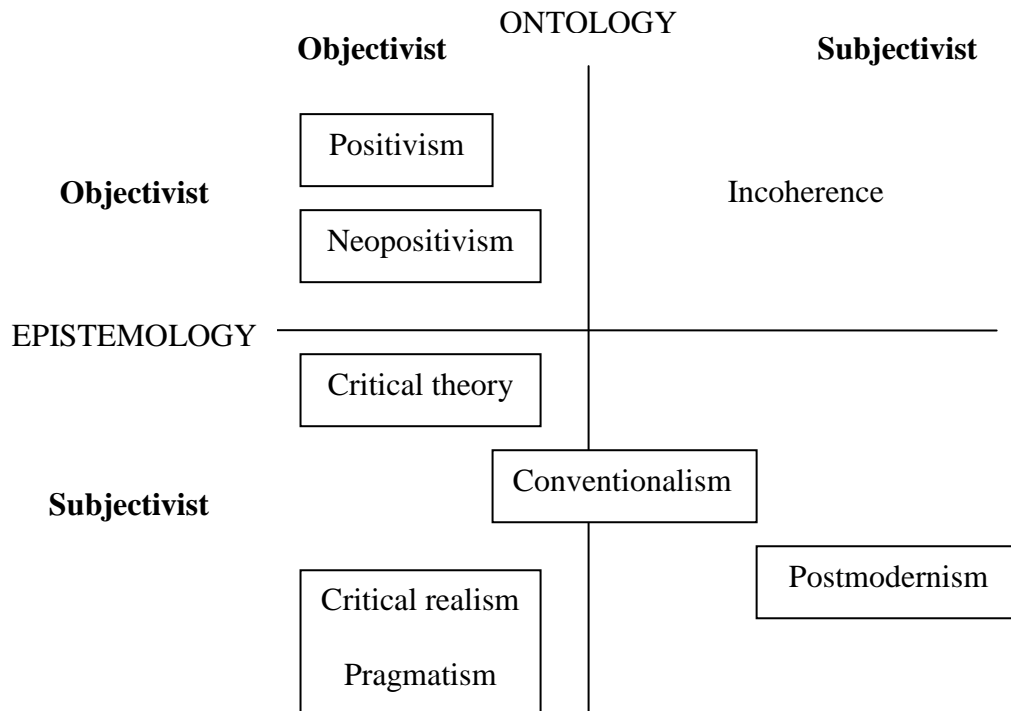 ONTOLOGY
Objectivist
Subjectivist
Positivism
Objectivist
Incoherence
Neopositivism
EPISTEMOLOGY
Critical theory
Conventionalism
Subjectivist
Postmodernism
Critical realism
Pragmatism